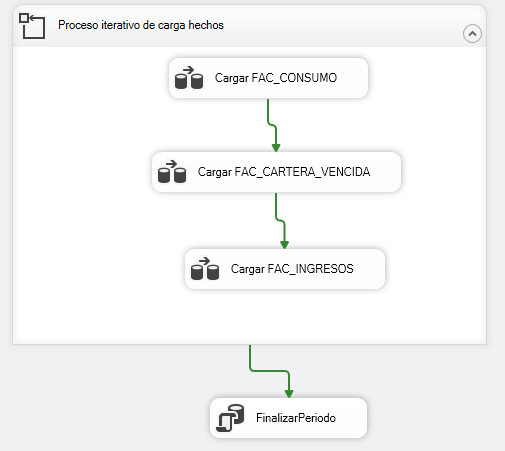 Proceso iterativo de carga hechos
Cargar FAC_CONSUMO
Cargar FAC_CARTERA_VENCIDA
Cargar FAC_INGRESOS
FinalizarPeriodo